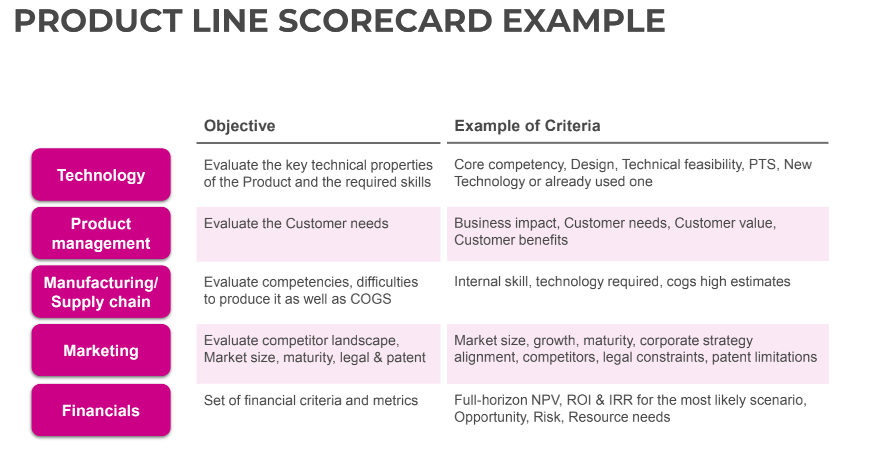 PRODUCT LINE SCORECARD EXAMPLE
Objective
Example of Criteria
Technology
Evaluate the key technical properties
of the Product and the required skills
Core competency, Design, Technical feasibility, PTS, New
Technology or already used one
Product
management
Evaluate the Customer needs
Business impact, Customer needs, Customer value,
Customer benefits
Manufacturing/
Supply chain
Evaluate competencies, difficulties
to produce it as well as COGS
Internal skill, technology required, cogs high estimates
Marketing
Evaluate competitor landscape,
Market size, maturity, legal & patent
Market size, growth, maturity, corporate strategy
alignment, competitors, legal constraints, patent limitations
Financials
Set of financial criteria and metrics
Full-horizon NPV, ROI & IRR for the most likely scenario,
Opportunity, Risk, Resource needs